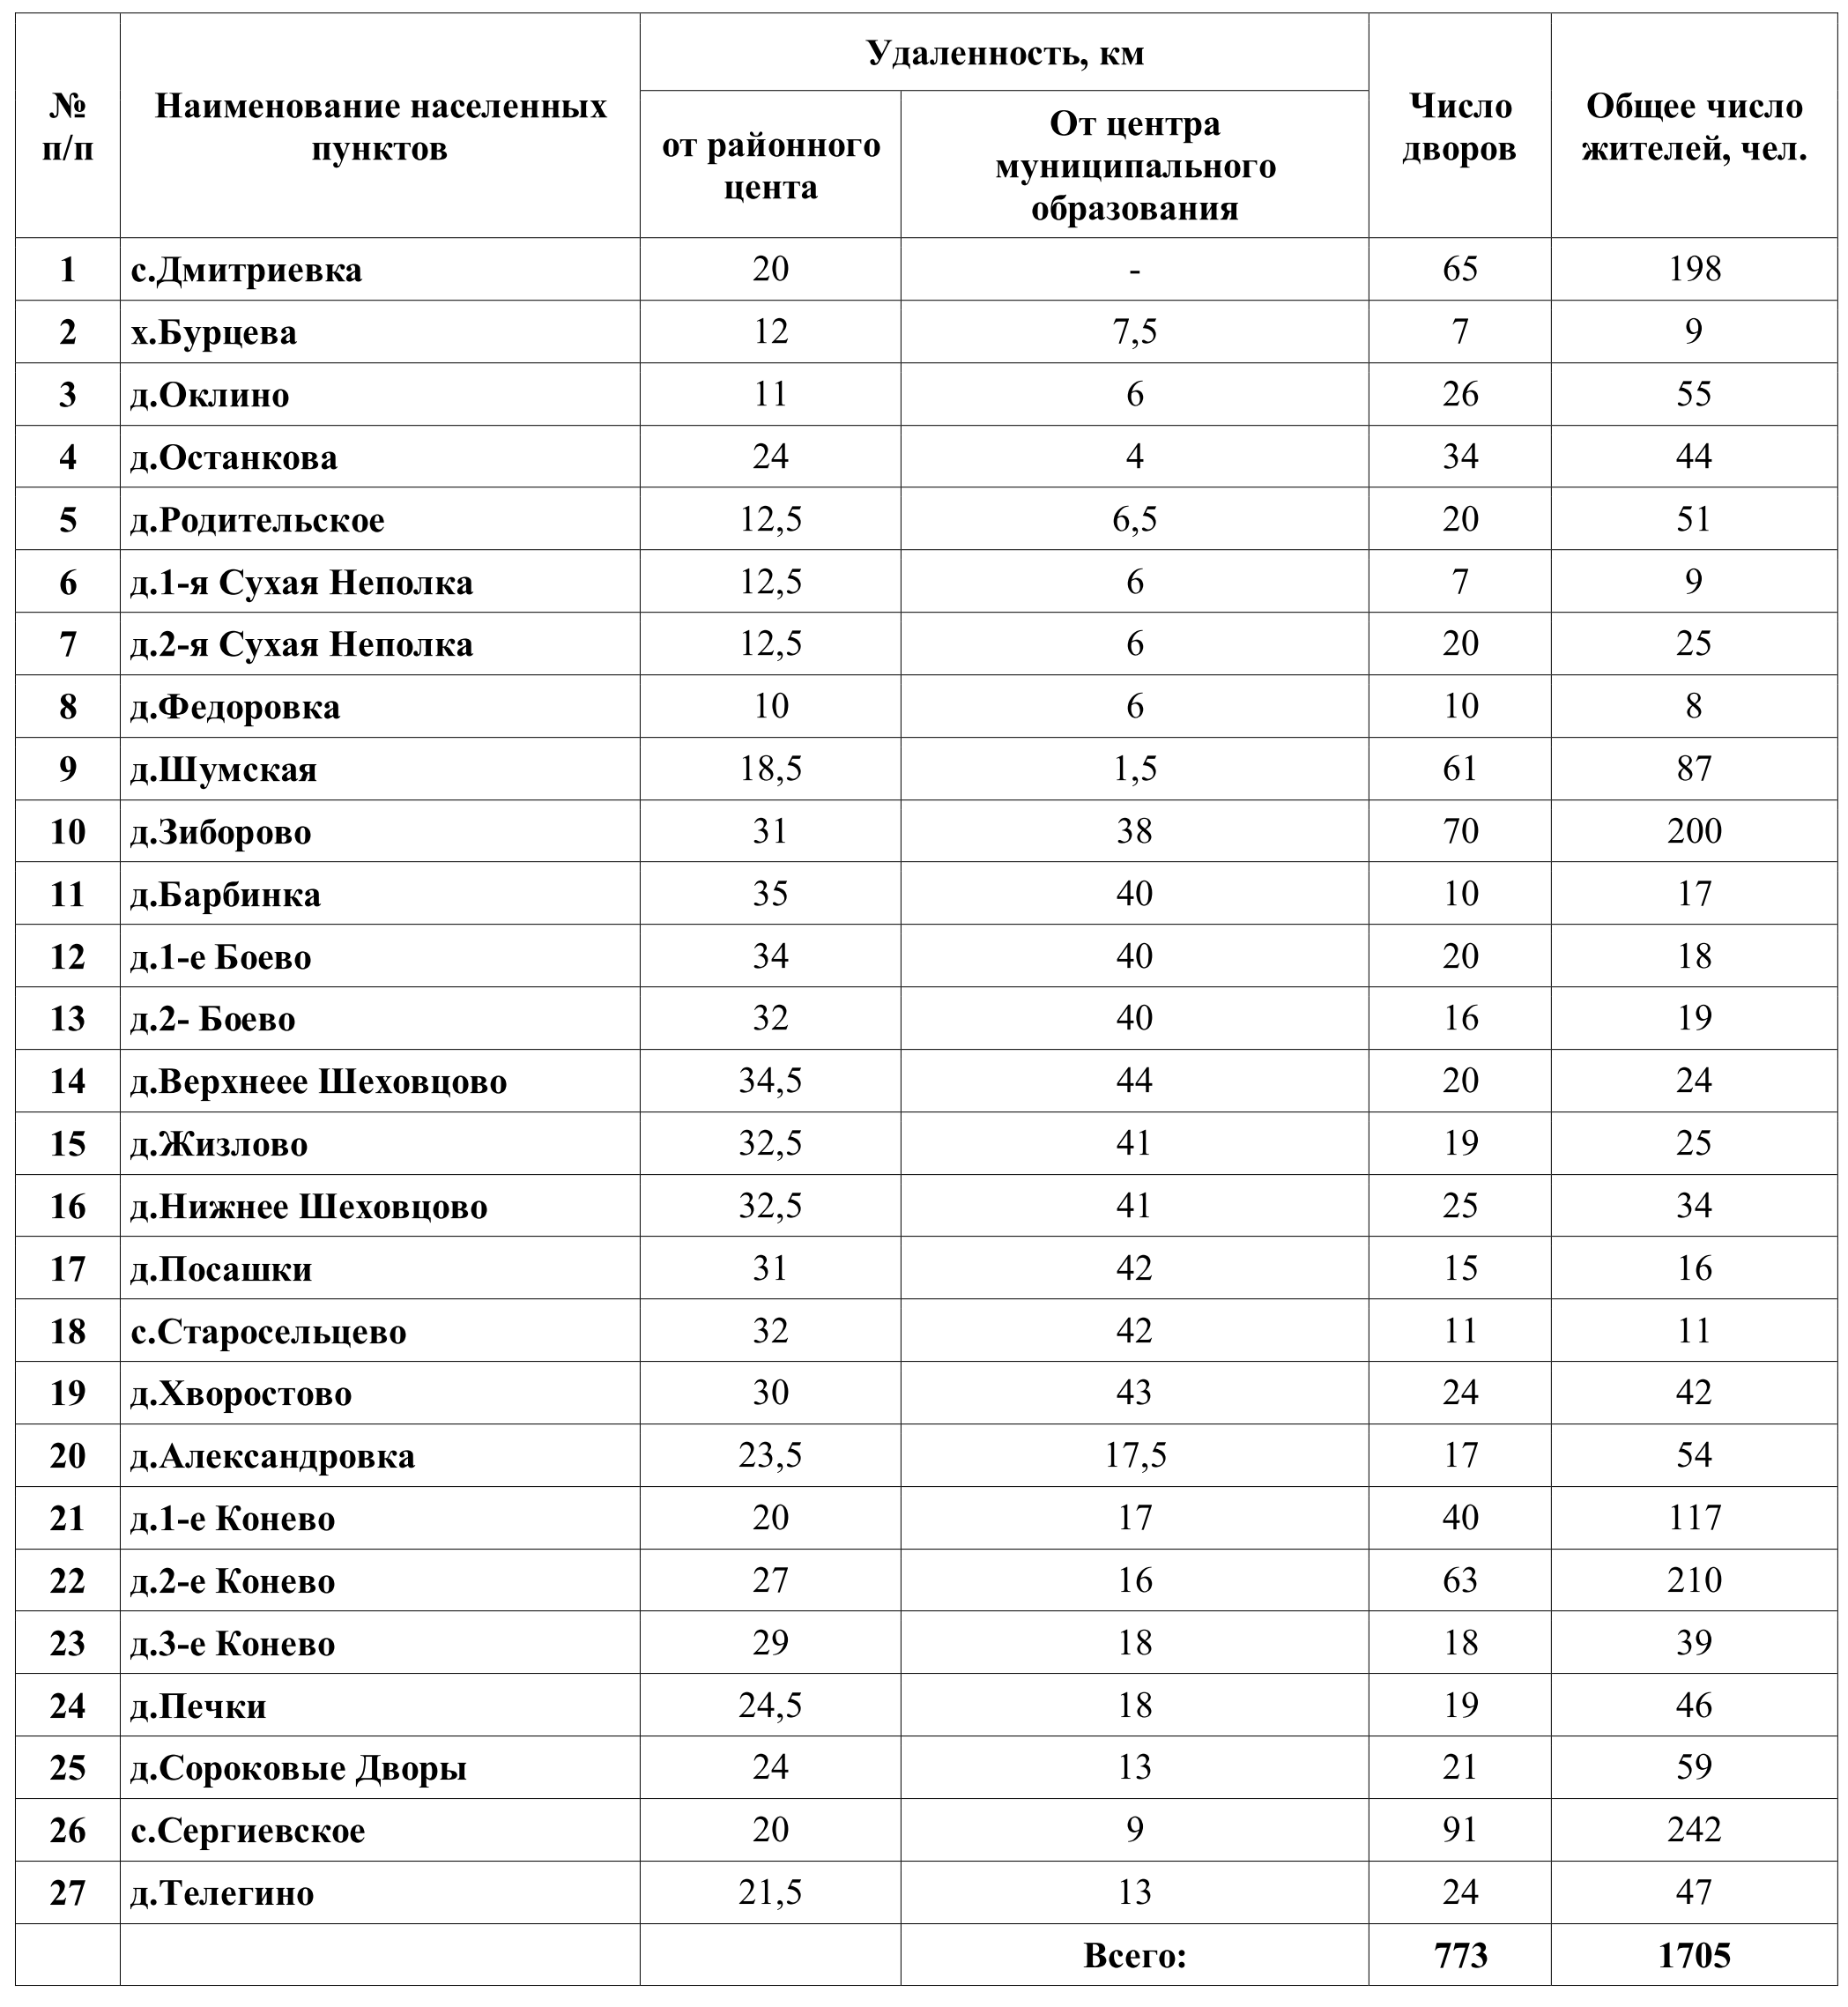 № п/п Наименование населенных пунктов Удаленность, км Число дворов Общее число жителей, чел.
от районного цента От центра муниципального образования
1 с.Дмитриевка 20 - 65 198
2 х.Бурцева 12 7,5 7 9
3 д.Оклино 11 6 26 55
4 д.Останкова 24 4 34 44
5 д.Родительское 12,5 6,5 20 51
6 д.1-я Сухая Неполка 12,5 6 7 9
7 д.2-я Сухая Неполка 12,5 6 20 25
8 д.Федоровка 10 6 10 8
9 д.Шумская 18,5 1,5 61 87
10 д.Зиборово 31 38 70 200
11 д.Барбинка 35 40 10 17
12 д.1-е Боево 34 40 20 18
13 д.2- Боево 32 40 16 19
14 д.Верхнеее Шеховцово 34,5 44 20 24
15 д.Жизлово 32,5 41 19 25
16 д.Нижнее Шеховцово 32,5 41 25 34
17 д.Посашки 31 42 15 16
18 с.Старосельцево 32 42 11 11
19 д.Хворостово 30 43 24 42
20 д.Александровка 23,5 17,5 17 54
21 д.1-е Конево 20 17 40 117
22 д.2-е Конево 27 16 63 210
23 д.3-е Конево 29 18 18 39
24 д.Печки 24,5 18 19 46
25 д.Сороковые Дворы 24 13 21 59
26 с.Сергиевское 20 9 91 242
27 д.Телегино 21,5 13 24 47
Всего: 773 1705